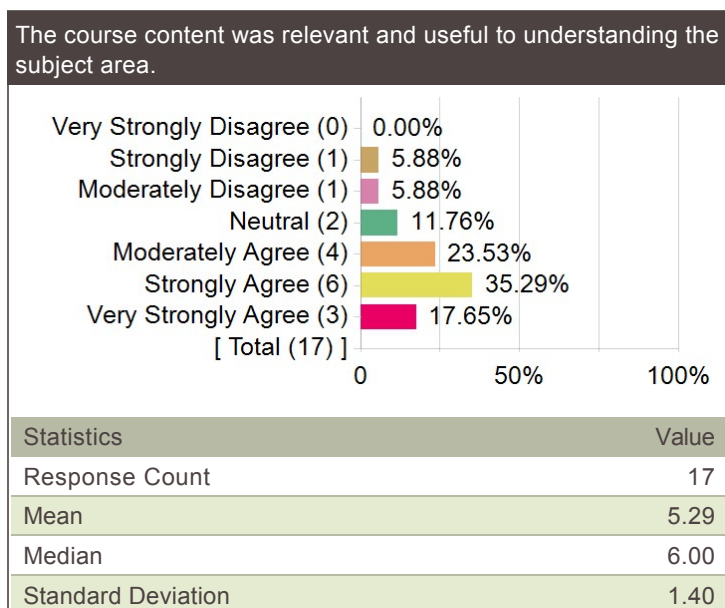 The course content was relevant and useful to understanding the
subject area.
Very Strongly Disagree (0) 0.00%
Strongly Disagree (1) 5.88%
Moderately Disagree (1) 5.88%
Neutral (2) 11.76%
Moderately Agree (4) 23.53%
Strongly Agree (6) 35.29%
Very Strongly Agree (3) 17.65%
[ Total (17) ]
0 50% 100%
Statistics Value
Response Count 17
Mean 5.29
Median 6.00
Standard Deviation 1.40